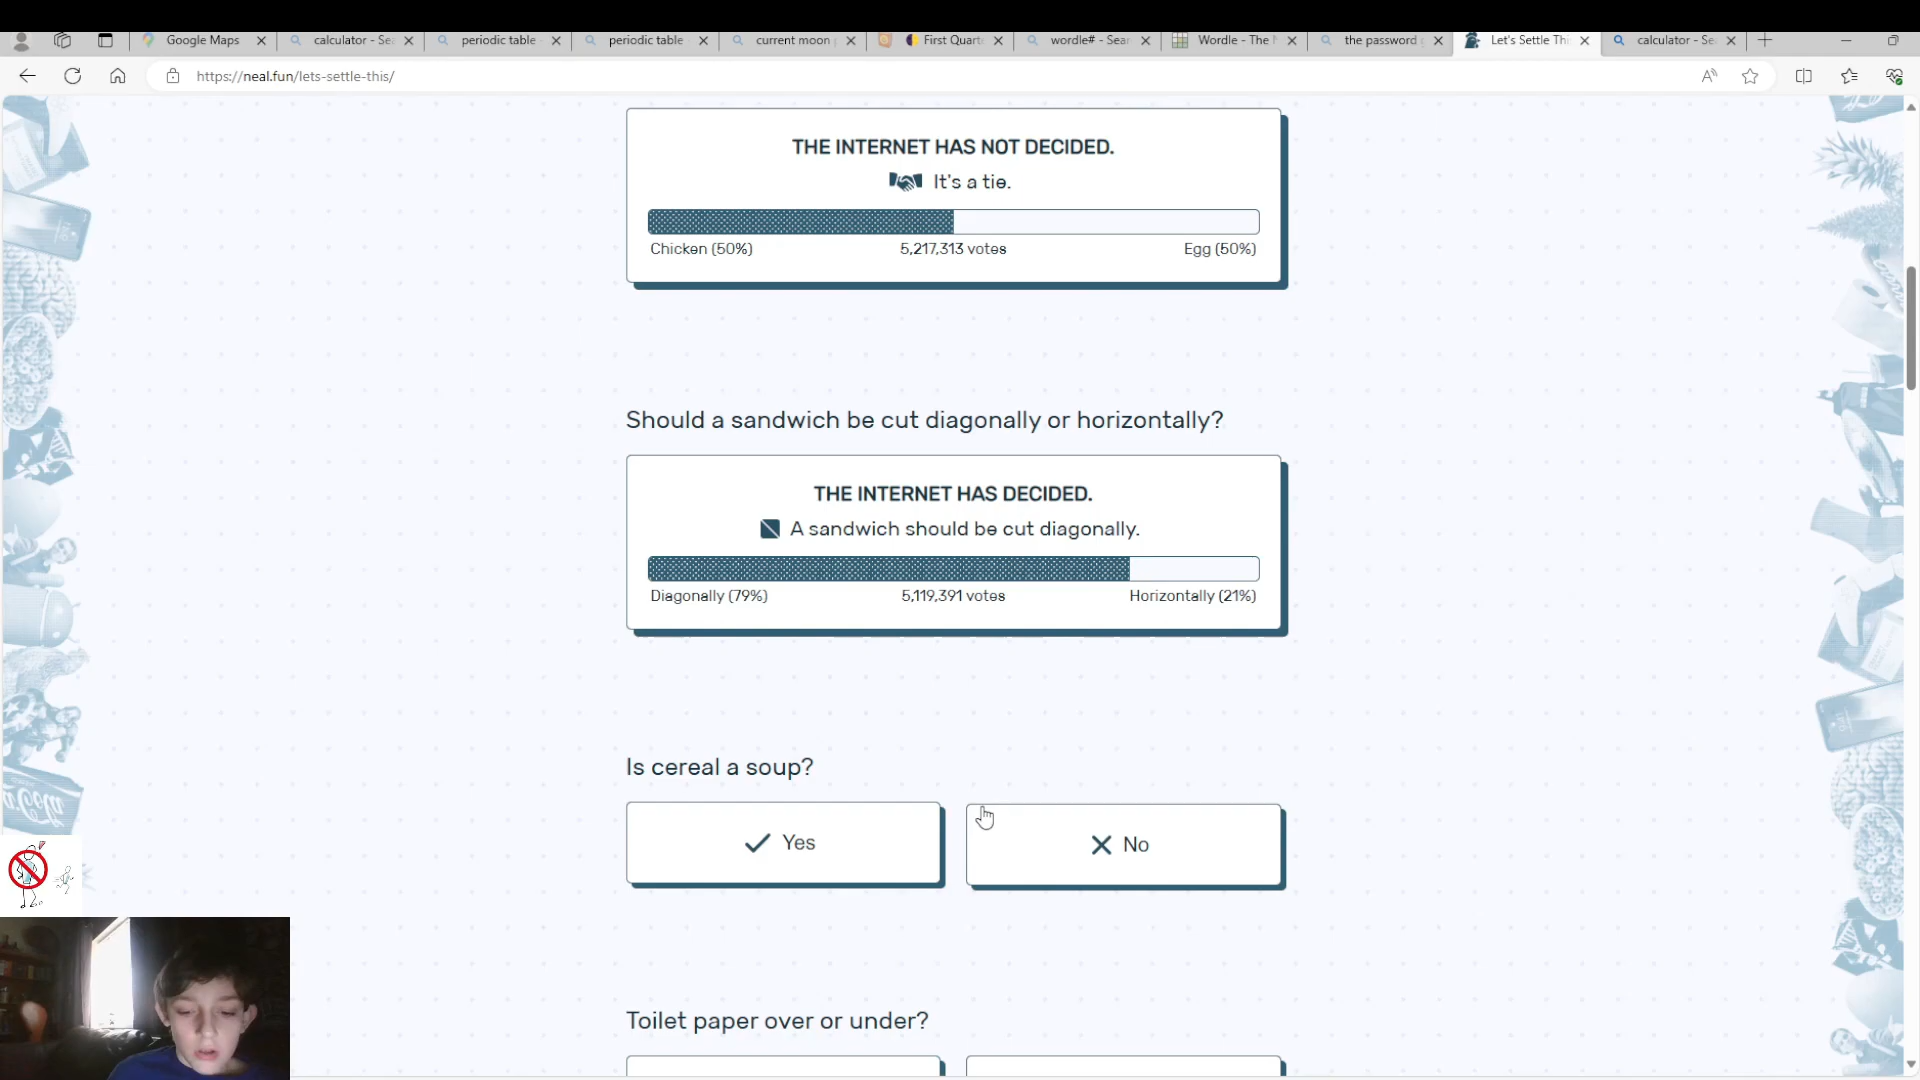 Google Maps
calculator - Sea
periodic table -
periodic table
current moon p
First Quart
wordle# - Sear
Wordle - The N
the password g
Let's Settle Thi
calculator - Sea
https://neal.fun/lets-settle-this/
THE INTERNET HAS NOT DECIDED.
It's a tie.
Chicken (50%) 5,217,313 votes Egg (50%)
Should a sandwich be cut diagonally or horizontally?
THE INTERNET HAS DECIDED.
A sandwich should be cut diagonally.
Diagonally (79%) 5,119,391 votes Horizontally (21%)
Is cereal a soup?
Yes No
Toilet paper over or under?